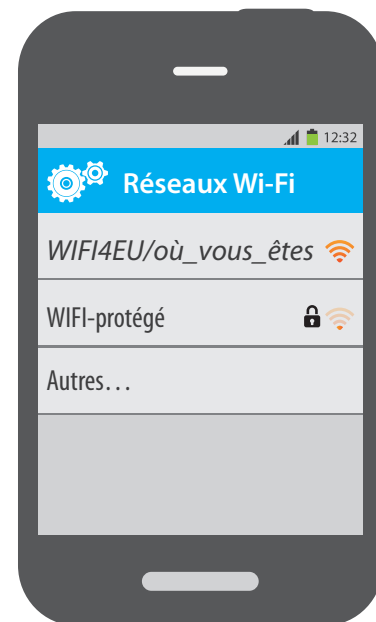 12:32
Réseaux Wi-Fi
WIFI4EU/où_vous_êtes
WIFI-protégé
Autres…